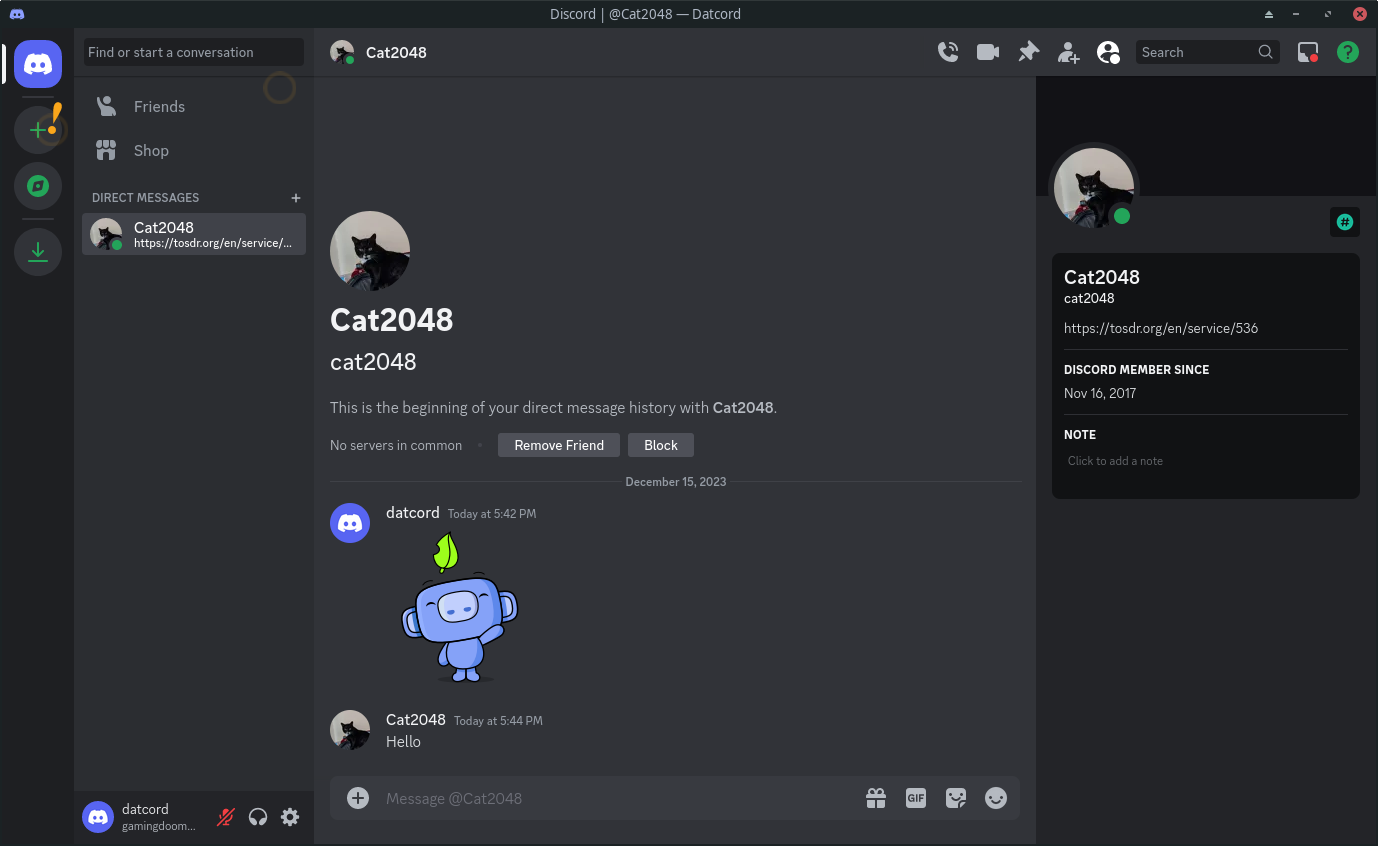 Discord | @Cat2048 — Datcord
Find or start a conversation
Friends
Shop
DIRECT MESSAGES
Cat2048
https://tosdr.org/en/service/...
datcord
gamingdoom...
Cat2048
Search
Cat2048
cat2048
This is the beginning of your direct message history with Cat2048.
No servers in common
Remove Friend
Block
December 15, 2023
datcord Today at 5:42 PM
Cat2048 Today at 5:44 PM
Hello
Message @Cat2048
GIF
Cat2048
cat2048
https://tosdr.org/en/service/536
DISCORD MEMBER SINCE
Nov 16, 2017
NOTE
Click to add a note